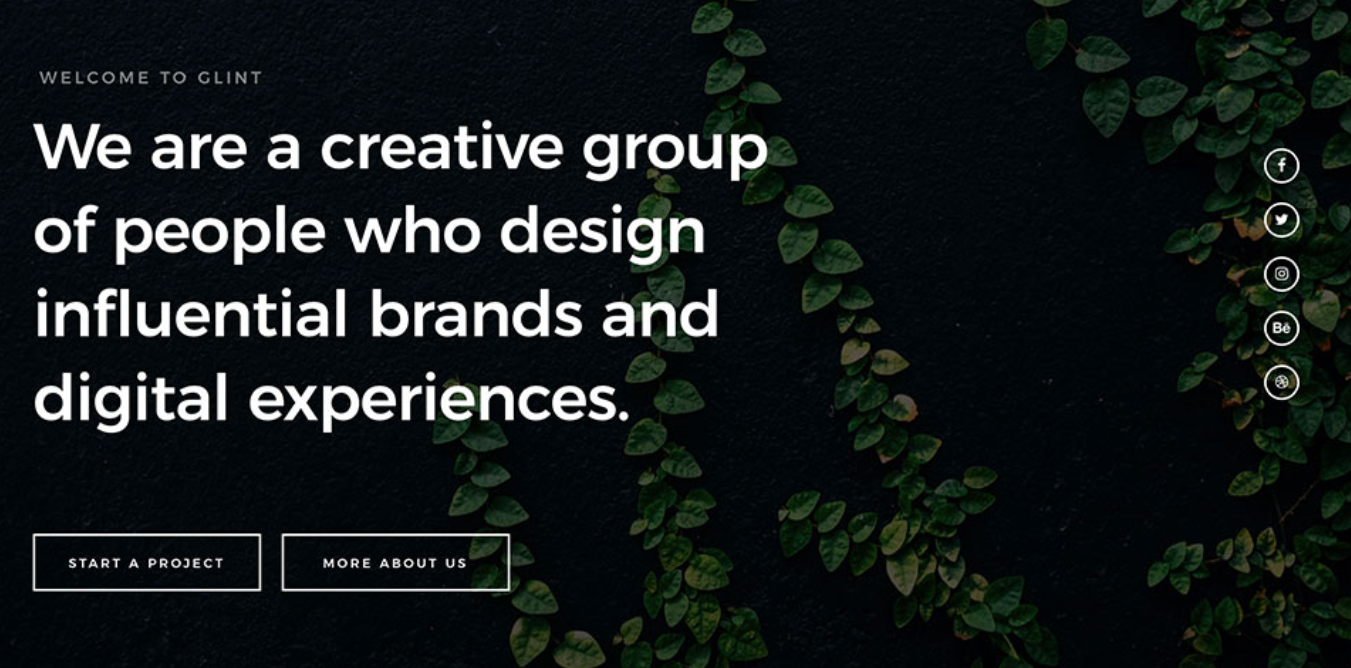 WELCOME TO GLINT
We are a creative group
of people who design
influential brands and
digital experiences.
START A PROJECT
MORE ABOUT US
Bē